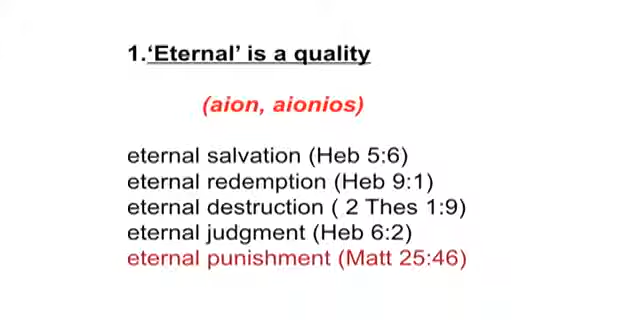 1.‘Eternal’ is a quality
(aion, aionios)
eternal salvation (Heb 5:6)
eternal redemption (Heb 9:1)
eternal destruction ( 2 Thes 1:9)
eternal judgment (Heb 6:2)
eternal punishment (Matt 25:46)